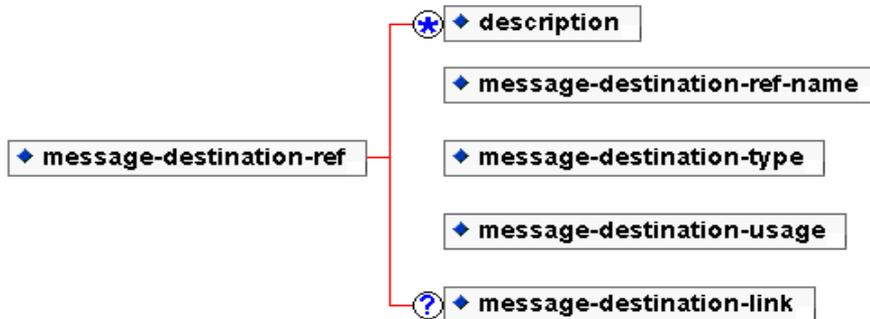 * description
message-destination-ref-name
message-destination-ref
message-destination-type
message-destination-usage
? message-destination-link